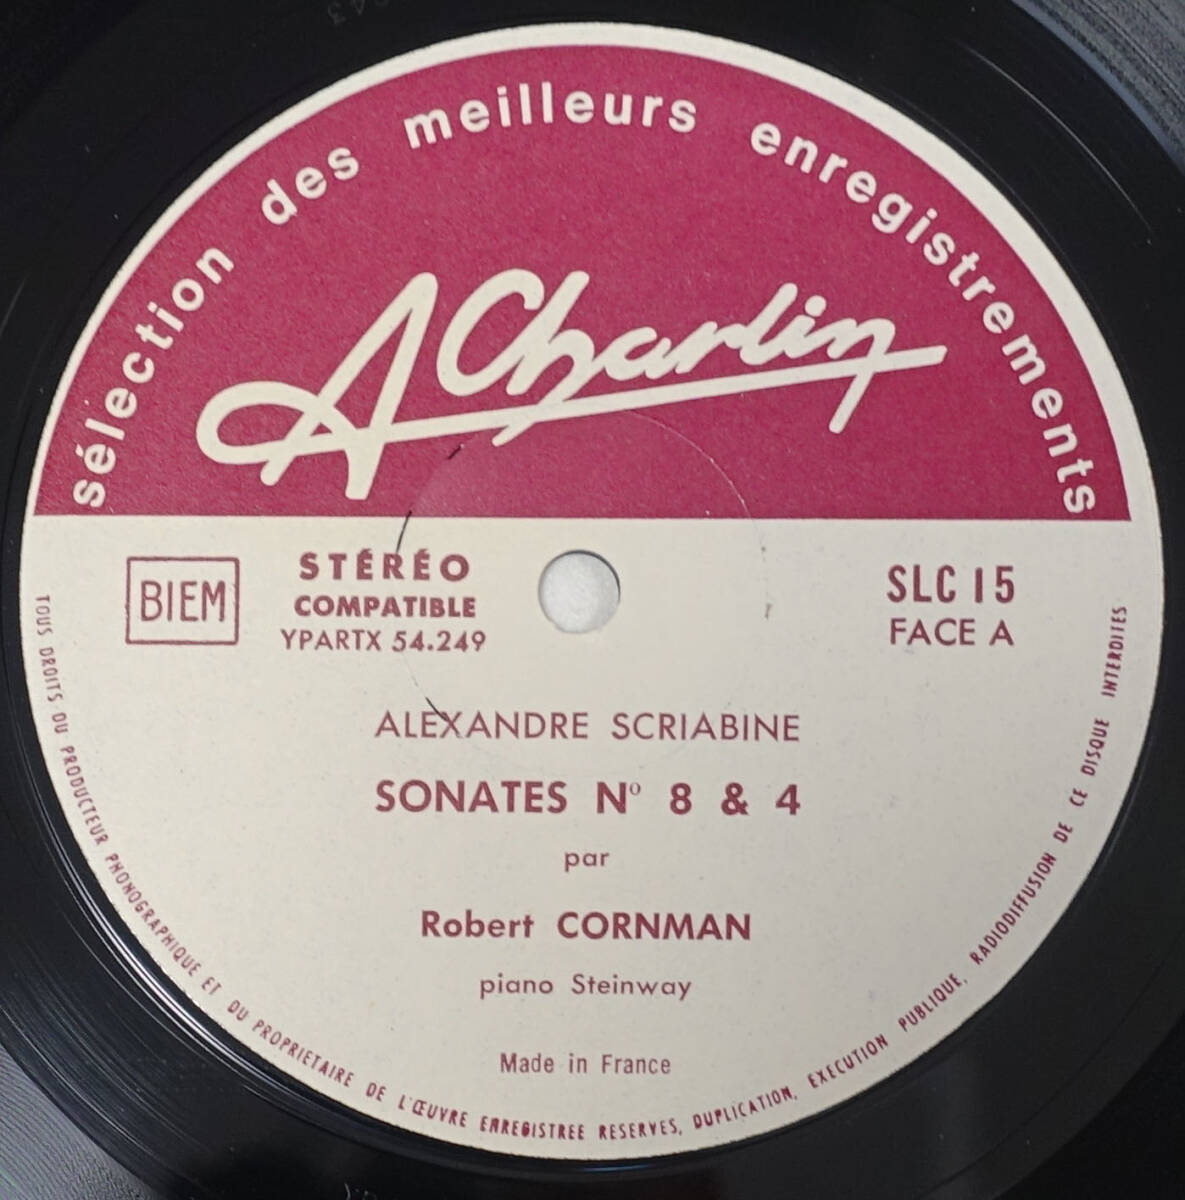 sélection des meilleurs enregistrements
A Charlin
BIEM
STÉRÉO
COMPATIBLE
YPARTX 54.249
SLC 15
FACE A
ALEXANDRE SCRIABINE
SONATES Nº 8 & 4
par
Robert CORNMAN
piano Steinway
Made in France
TOUS DROITS DU PRODUCTEUR PHONOGRAPHIQUE ET DU PROPRIETAIRE DE L'ŒUVRE ENREGISTREE RESERVES, DUPLICATION, EXECUTION PUBLIQUE, RADIODIFFUSION DE CE DISQUE INTERDITES